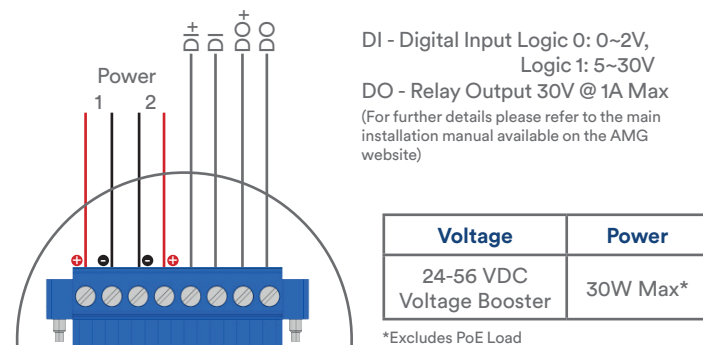 DI+
DI
DO+
DO
Power
1 2
+ - - +
DI - Digital Input Logic 0: 0~2V,
Logic 1: 5~30V
DO - Relay Output 30V @ 1A Max
(For further details please refer to the main
installation manual available on the AMG
website)
Voltage Power
24-56 VDC
Voltage Booster
30W Max*
*Excludes PoE Load